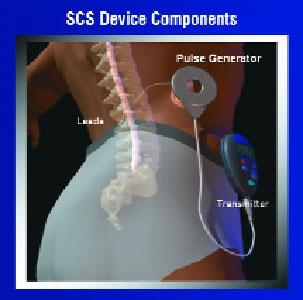 SCS Device Components
Pulse Generator
Leads
Transmitter